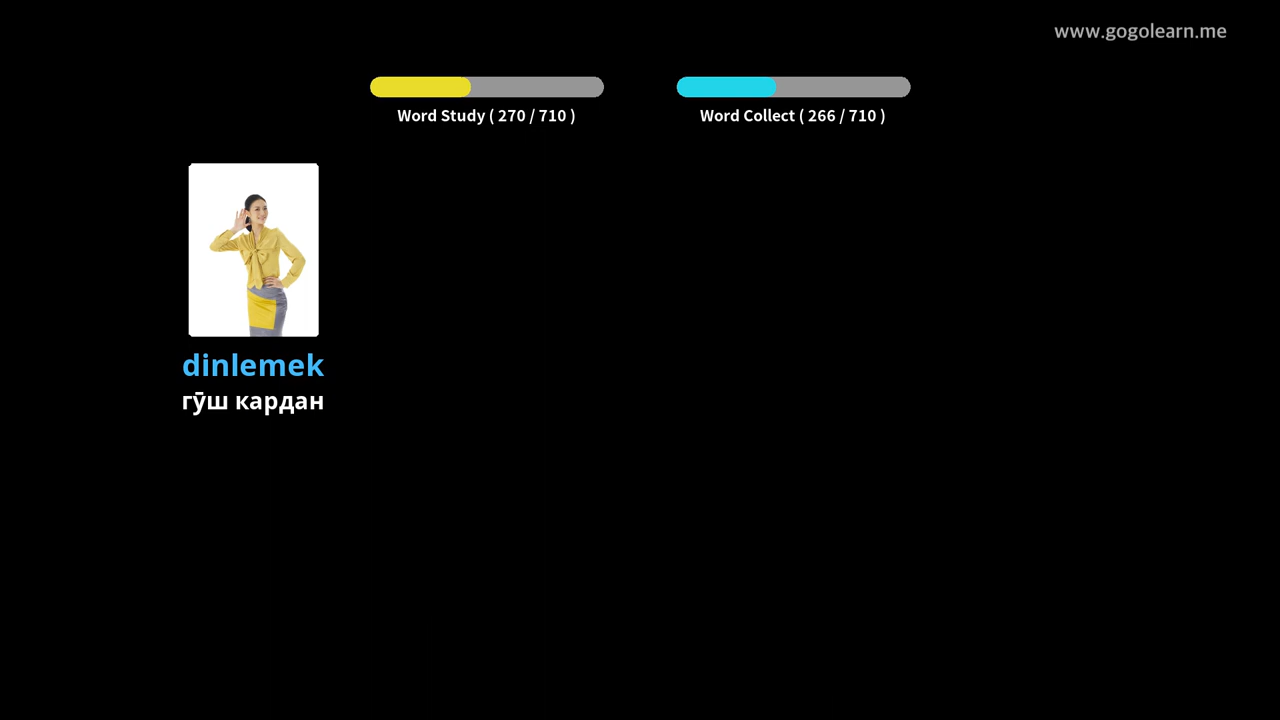 www.gogolearn.me
Word Study ( 270 / 710 )
Word Collect ( 266 / 710 )
dinlemek
гӯш кардан